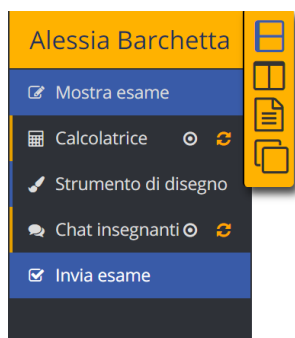 Alessia Barchetta
Mostra esame
Calcolatrice
Strumento di disegno
Chat insegnanti
Invia esame